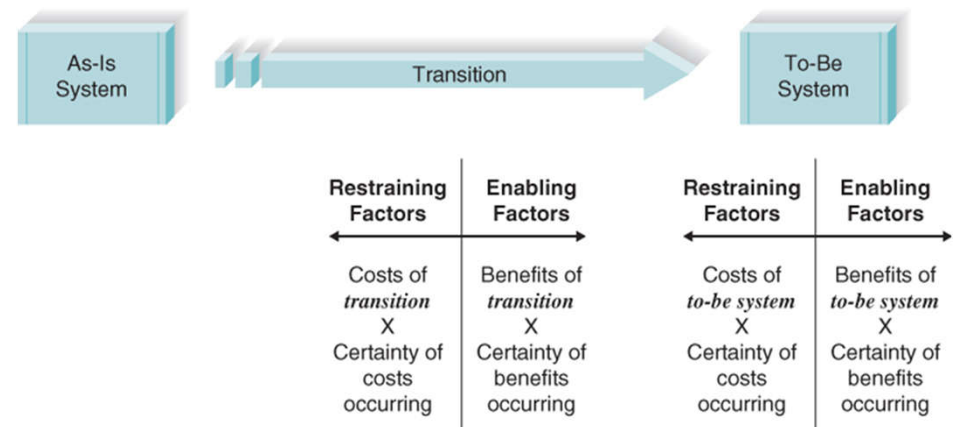 As-Is
System
Transition
To-Be
System
Restraining
Factors
Enabling
Factors
Costs of
transition
X
Certainty of
costs
occurring
Benefits of
transition
X
Certainty of
benefits
occurring
Restraining
Factors
Enabling
Factors
Costs of
to-be system
X
Certainty of
costs
occurring
Benefits of
to-be system
X
Certainty of
benefits
occurring